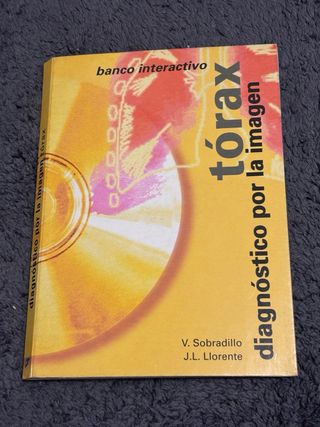 banco interactivo
tórax
diagnóstico por la imagen
V. Sobradillo
J.L. Llorente
diagnóstico por la imagen tórax